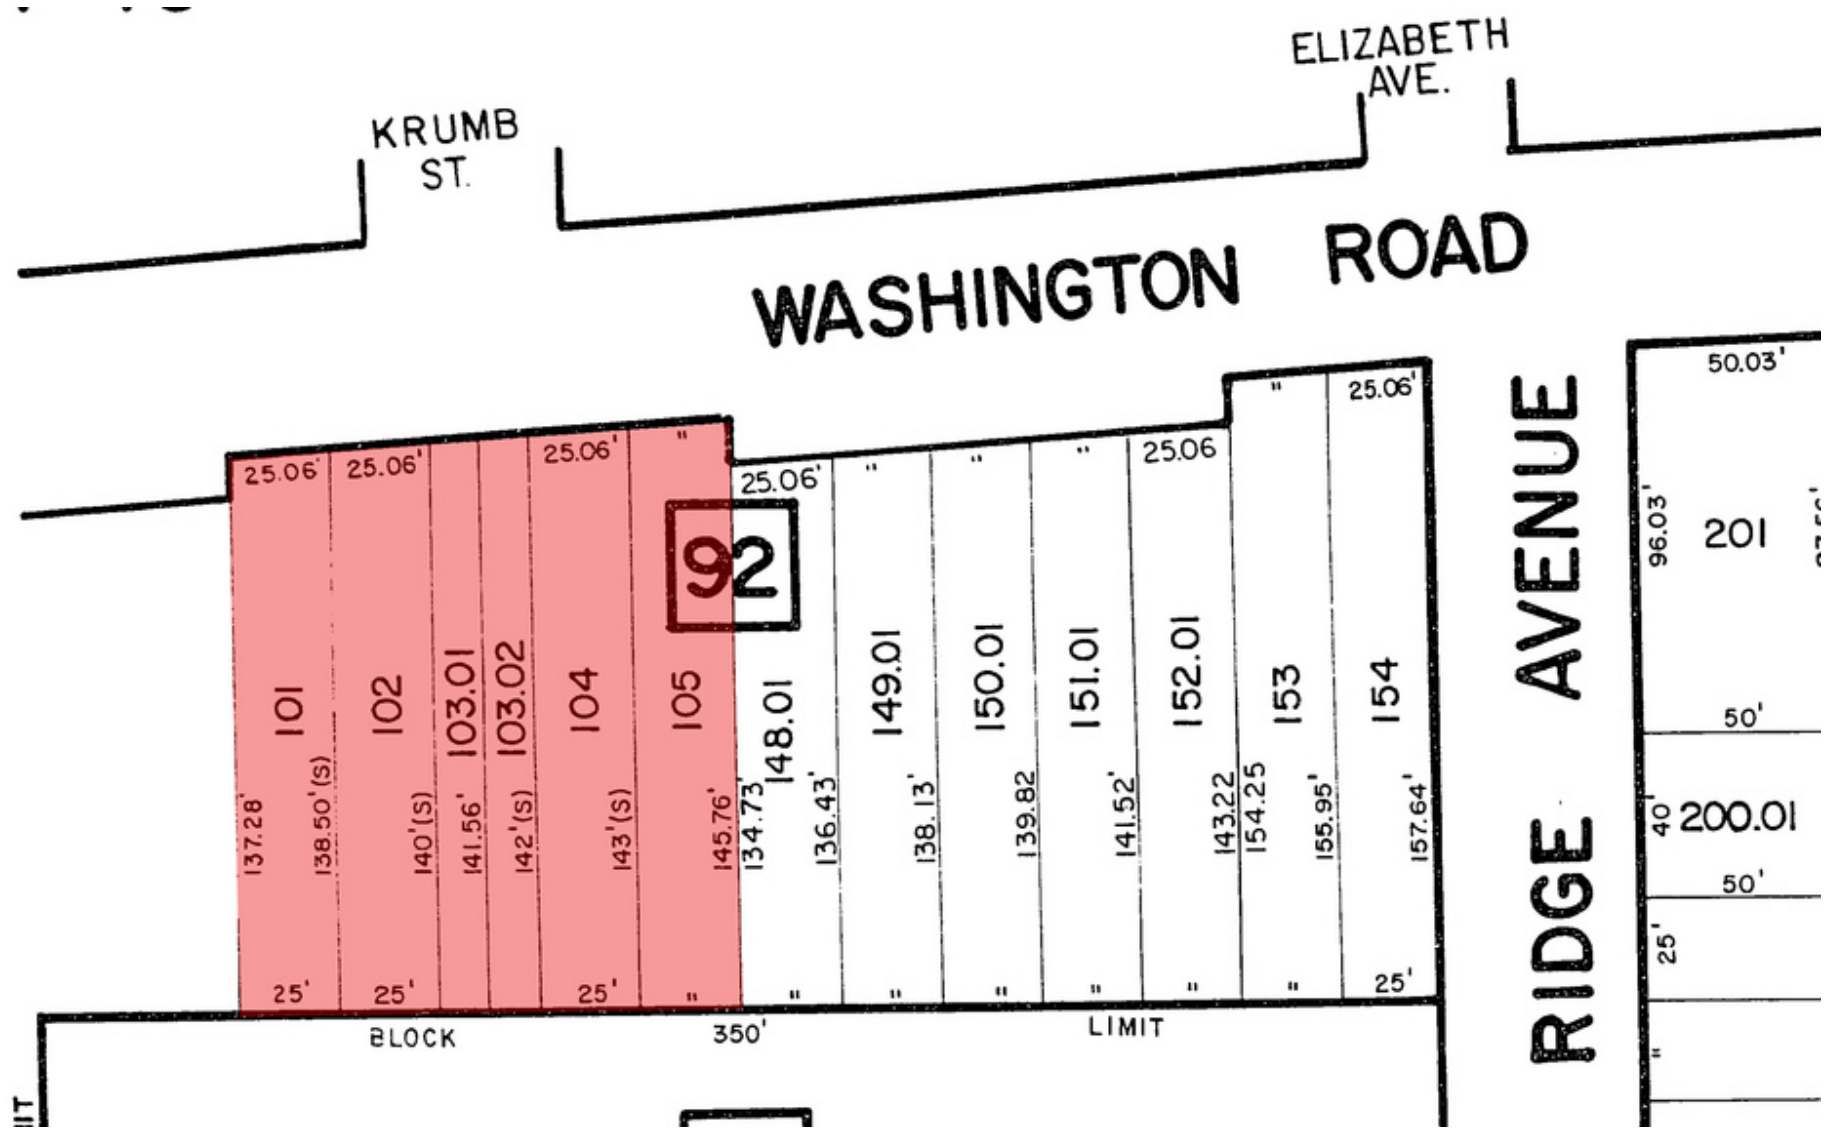 ELIZABETH
AVE.
KRUMB
ST.
WASHINGTON ROAD
50.03'
25.06' 25.06' 25.06' "
25.06' " " " 25.06 " 25.06'
92
96.03'
201
101 102 103.01 103.02 104 105 148.01 149.01 150.01 151.01 152.01 153 154
50'
137.28' 138.50'(S) 140'(S) 141.56' 142'(S) 143'(S) 145.76' 134.73' 136.43' 138.13' 139.82 141.52' 143.22 154.25 155.95' 157.64'
40' 200.01
50'
25'
25' 25' 25' " " " " " " " 25'
BLOCK 350' LIMIT
"
RIDGE AVENUE